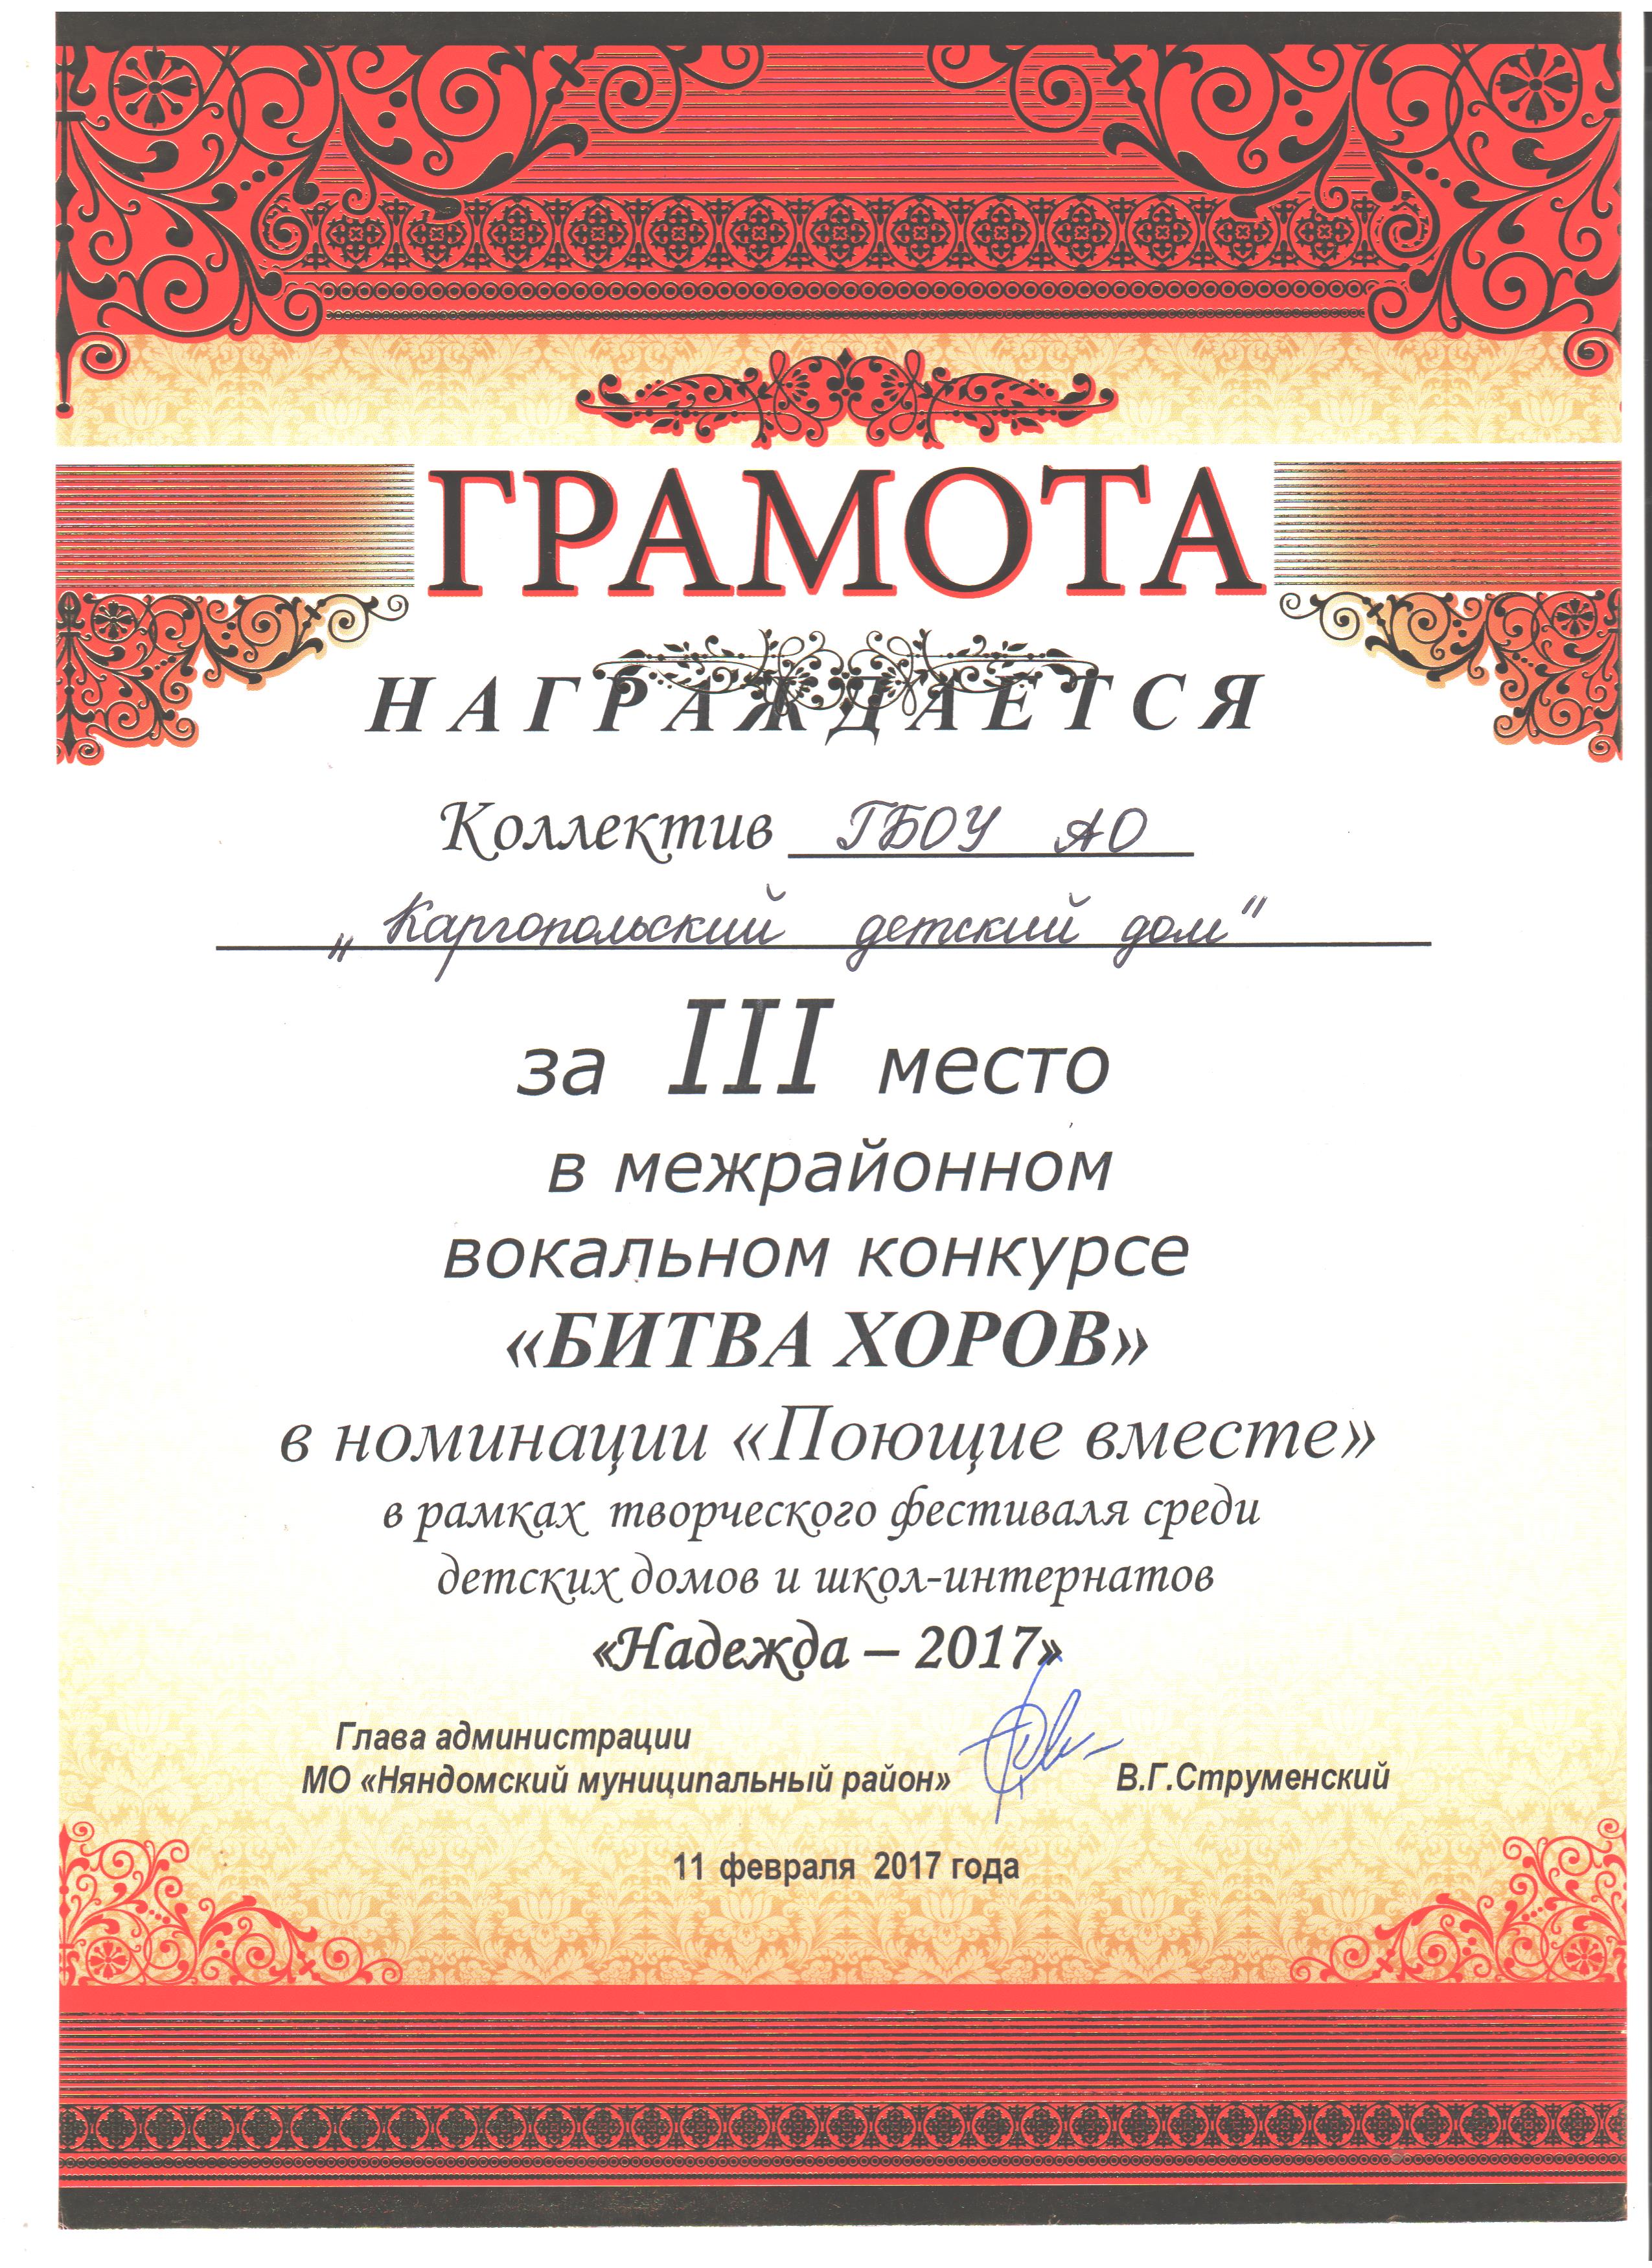 ГРАМОТА
НАГРАЖДАЕТСЯ
Коллектив ГБОУ АО
„Каргопольский детский дом"
за III место
в межрайонном
вокальном конкурсе
«БИТВА ХОРОВ»
в номинации «Поющие вместе»
в рамках творческого фестиваля среди
детских домов и школ-интернатов
«Надежда – 2017»
Глава администрации
МО «Няндомский муниципальный район» В.Г.Струменский
11 февраля 2017 года